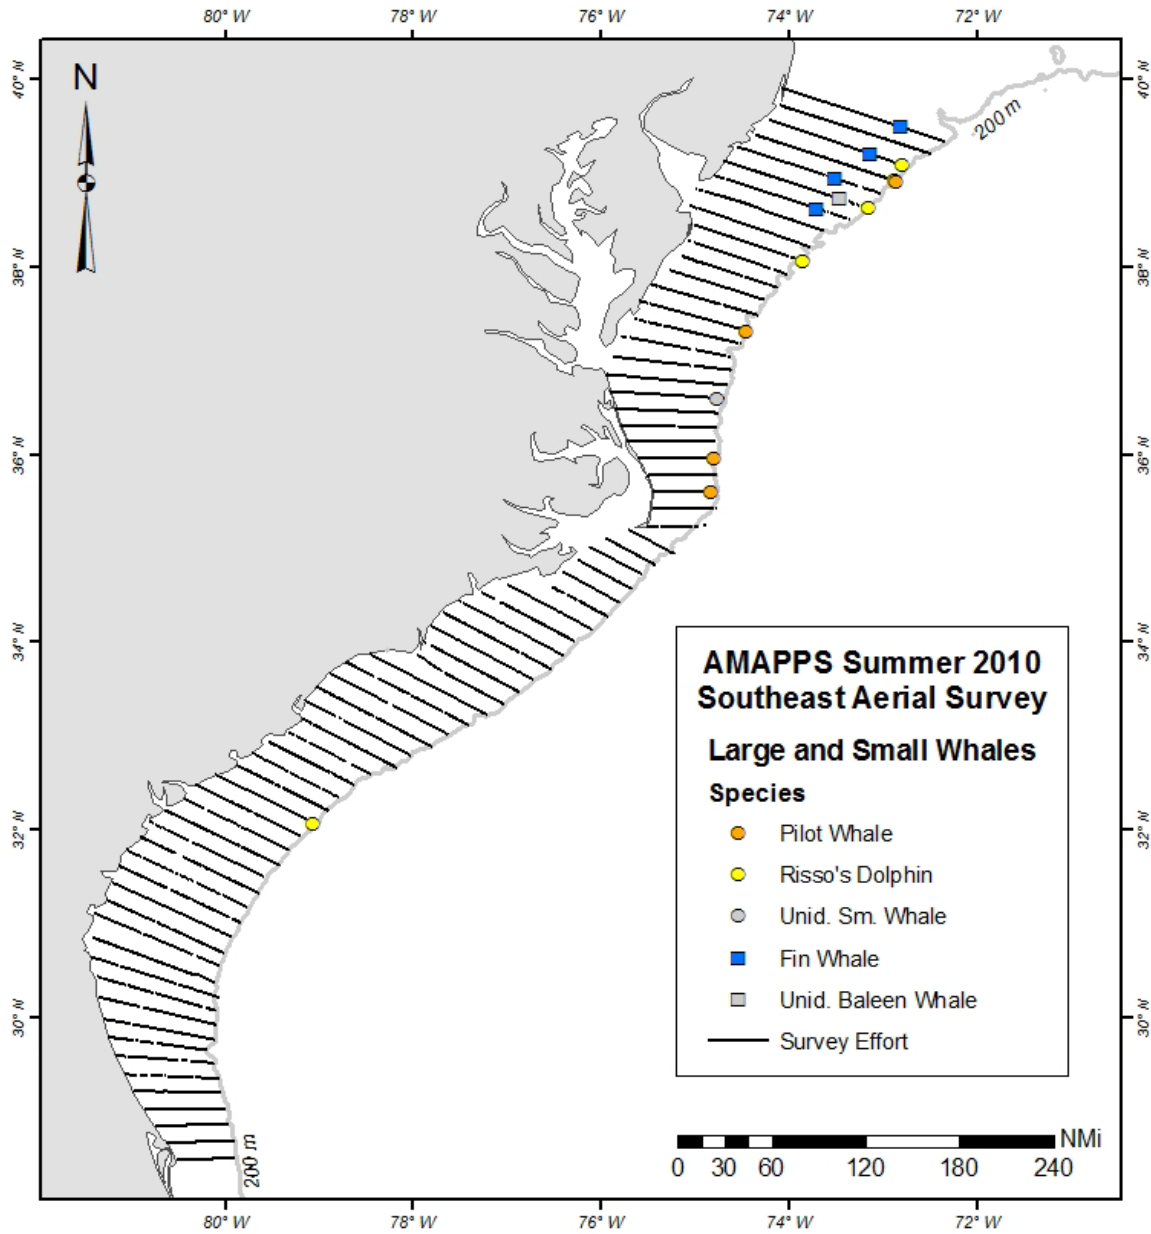 80° W 78° W 76° W 74° W 72° W
N
40° N 40° N
200 m
38° N 38° N
36° N 36° N
34° N 34° N
AMAPPS Summer 2010
Southeast Aerial Survey
Large and Small Whales
Species
Pilot Whale
Risso's Dolphin
Unid. Sm. Whale
Fin Whale
Unid. Baleen Whale
Survey Effort
32° N 32° N
30° N 30° N
200 m
NMi
0 30 60 120 180 240
80° W 78° W 76° W 74° W 72° W